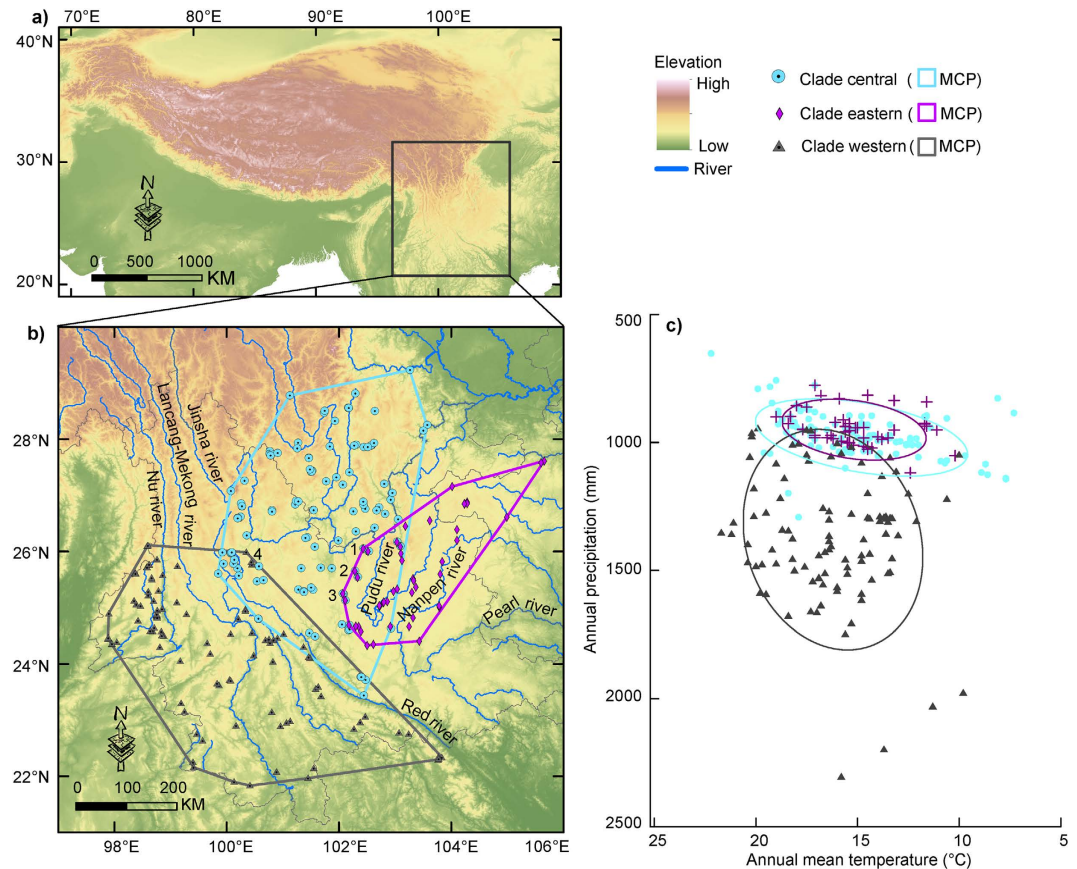 70°E 80°E 90°E 100°E
a)
40°N
30°N
20°N
N
0 500 1000
KM
Elevation
High
Low
River
Clade central ( MCP)
Clade eastern ( MCP)
Clade western ( MCP)
b)
28°N
26°N
24°N
22°N
Lancang-Mekong river
Jinsha river
Nu river
Pudu river
Nanpen river
Pearl river
Red river
1
2
3
4
N
0 100 200
KM
98°E 100°E 102°E 104°E 106°E
c)
500
1000
1500
2000
2500
Annual precipitation (mm)
25 20 15 10 5
Annual mean temperature (°C)